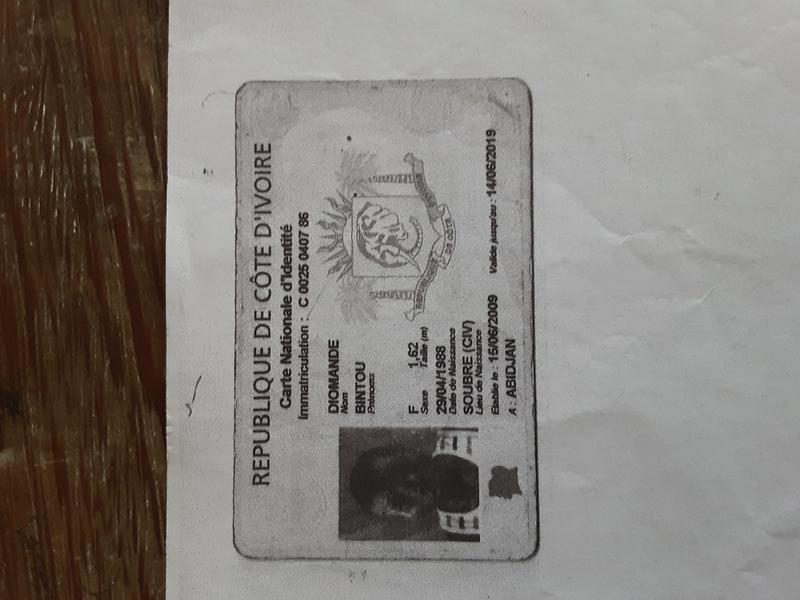 REPUBLIQUE DE CÔTE D'IVOIRE
Carte Nationale d'Identité
Immatriculation : C 0025 0407 86
DIOMANDE
Nom
BINTOU
Prénoms
F 1,62
Sexe Taille (m)
29/04/1988
Date de Naissance
SOUBRE (CIV)
Lieu de Naissance
Etablie le : 15/06/2009 Valide jusqu'au : 14/06/2019
A : ABIDJAN